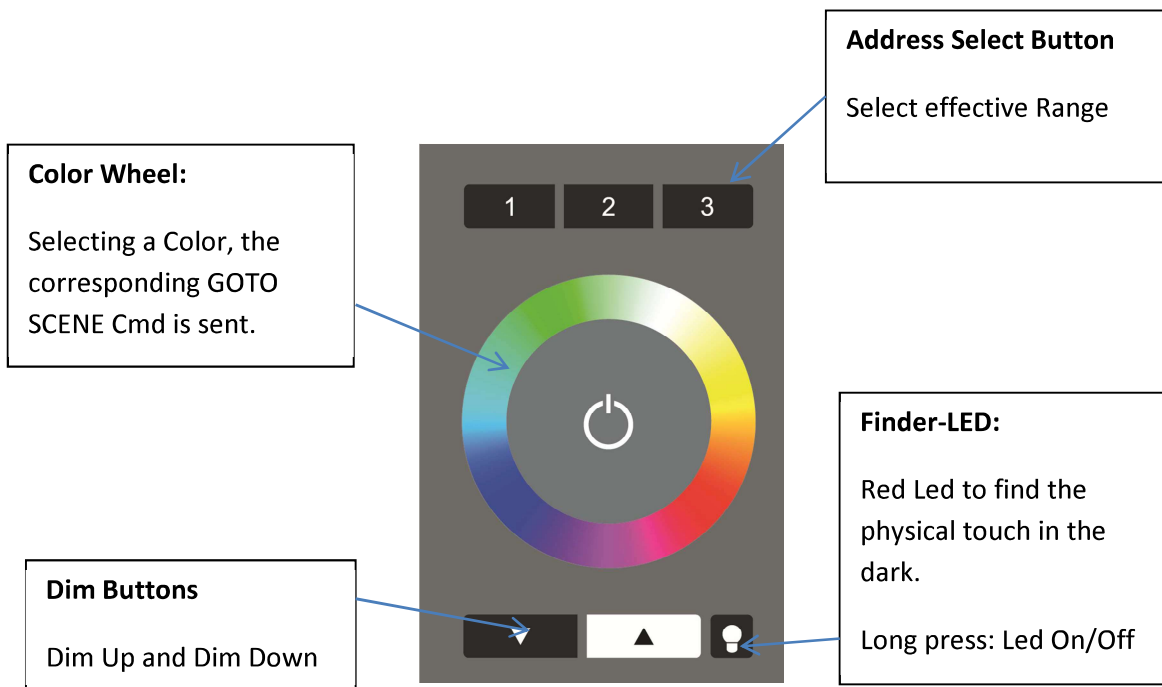 Address Select Button
Select effective Range
Color Wheel:
Selecting a Color, the
corresponding GOTO
SCENE Cmd is sent.
1 2 3
Finder-LED:
Red Led to find the
physical touch in the
dark.
Long press: Led On/Off
Dim Buttons
Dim Up and Dim Down